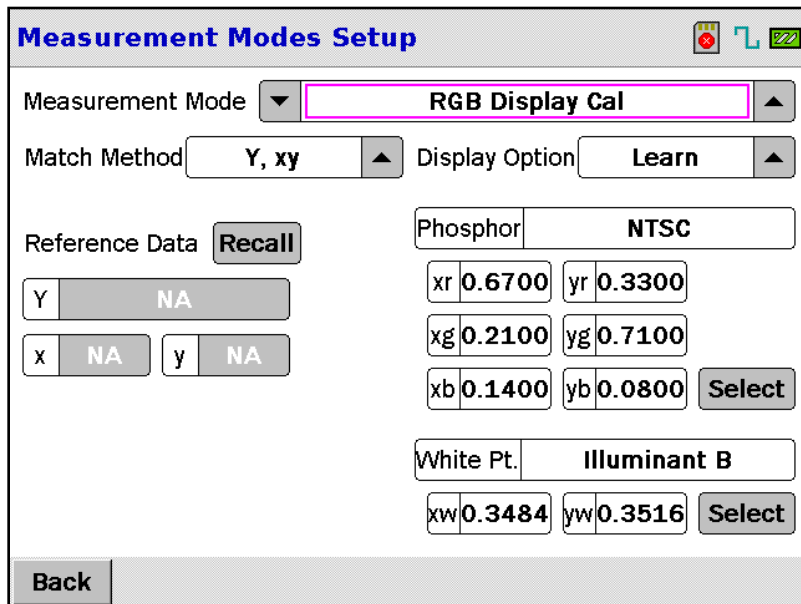 Measurement Modes Setup
Measurement Mode RGB Display Cal
Match Method Y, xy Display Option Learn
Reference Data Recall
Y NA
x NA y NA
Phosphor NTSC
xr 0.6700 yr 0.3300
xg 0.2100 yg 0.7100
xb 0.1400 yb 0.0800 Select
White Pt. Illuminant B
xw 0.3484 yw 0.3516 Select
Back